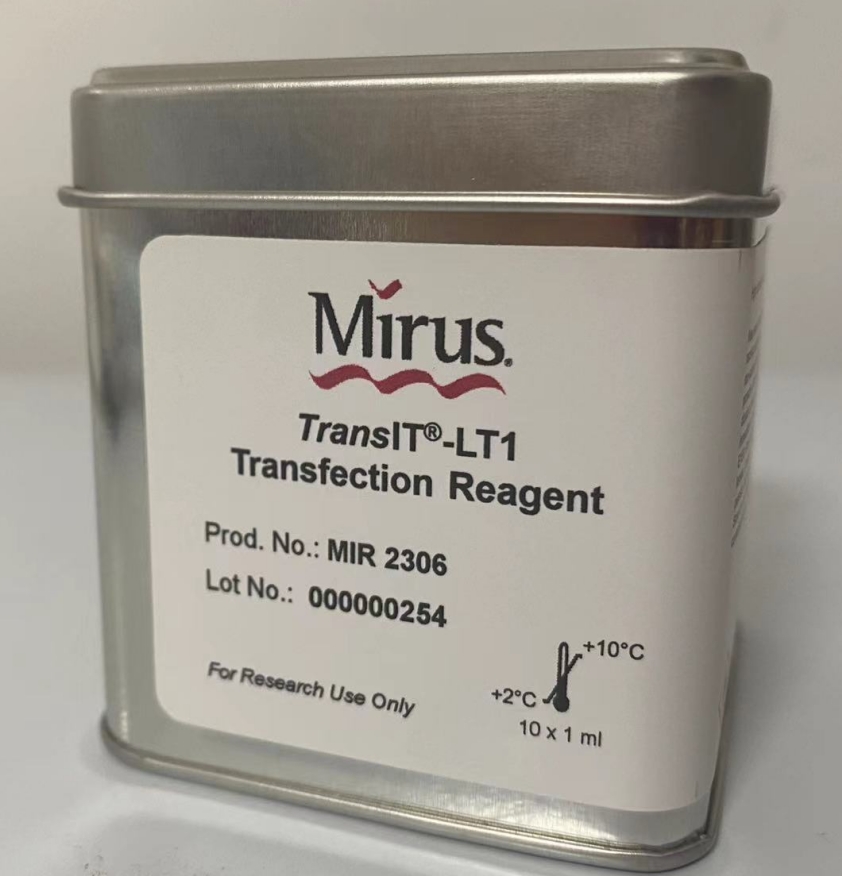 Mirus®
TransIT®-LT1
Transfection Reagent
Prod. No.: MIR 2306
Lot No.: 000000254
For Research Use Only
+10°C
+2°C
10 x 1 ml